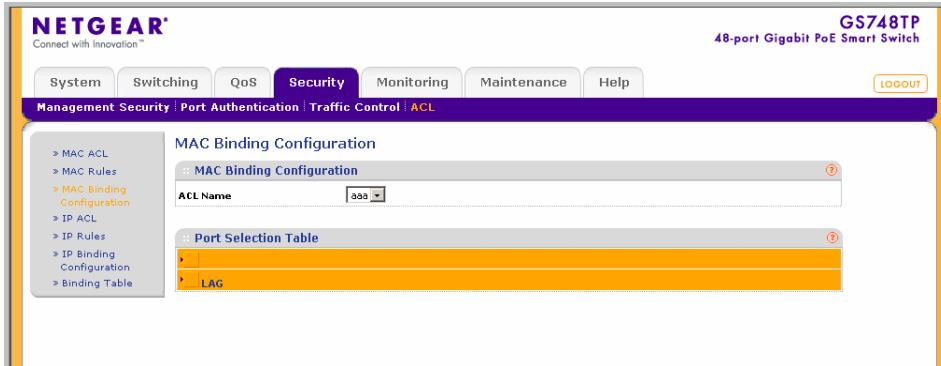 NETGEAR®
Connect with Innovation™
GS748TP
48-port Gigabit PoE Smart Switch
System Switching QoS Security Monitoring Maintenance Help
LOGOUT
Management Security Port Authentication Traffic Control ACL
» MAC ACL
» MAC Rules
» MAC Binding
Configuration
» IP ACL
» IP Rules
» IP Binding
Configuration
» Binding Table
MAC Binding Configuration
:: MAC Binding Configuration ?
ACL Name aaa
:: Port Selection Table ?
LAG